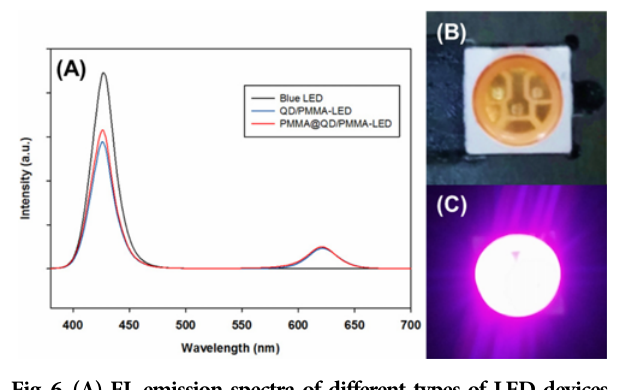 (A)
Blue LED
QD/PMMA-LED
PMMA@QD/PMMA-LED
Intensity (a.u.)
400 450 500 550 600 650 700
Wavelength (nm)
(B)
(C)
Fig. 6 (A) EL emission spectra of different types of LED devices